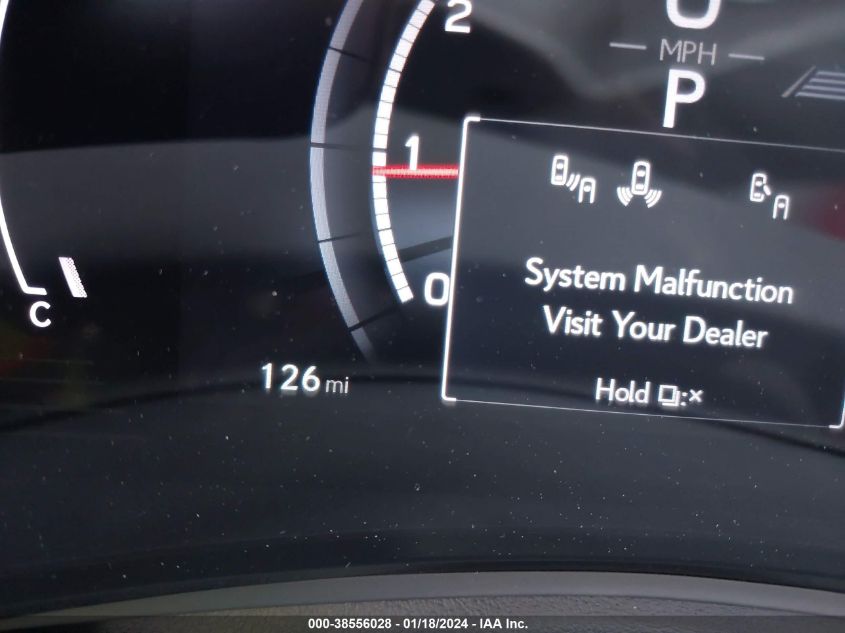 2
0
MPH
P
1
System Malfunction
Visit Your Dealer
0
C
126 mi
Hold :×
000-38556028 - 01/18/2024 - IAA Inc.